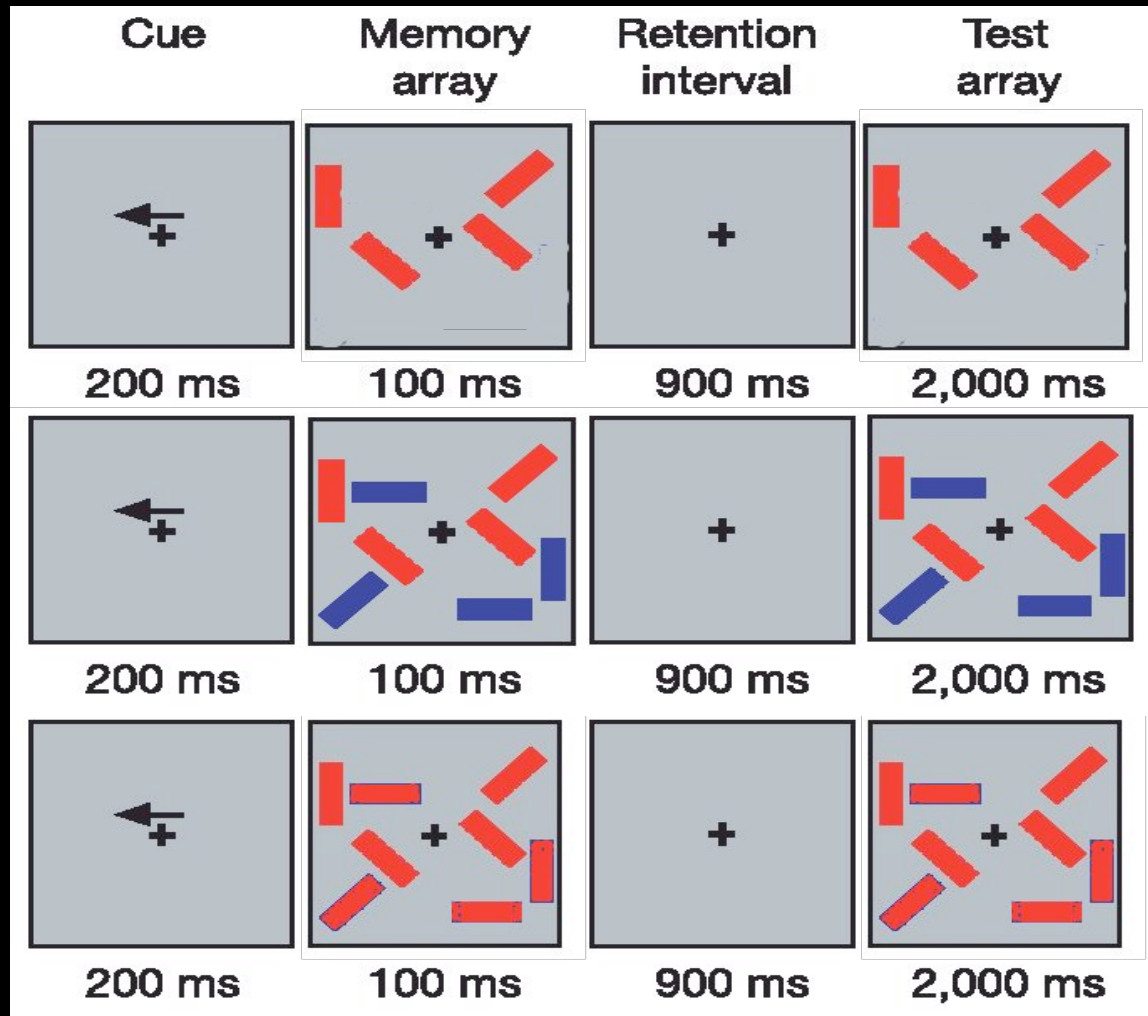 Cue
Memory
array
Retention
interval
Test
array
200 ms
100 ms
900 ms
2,000 ms
200 ms
100 ms
900 ms
2,000 ms
200 ms
100 ms
900 ms
2,000 ms